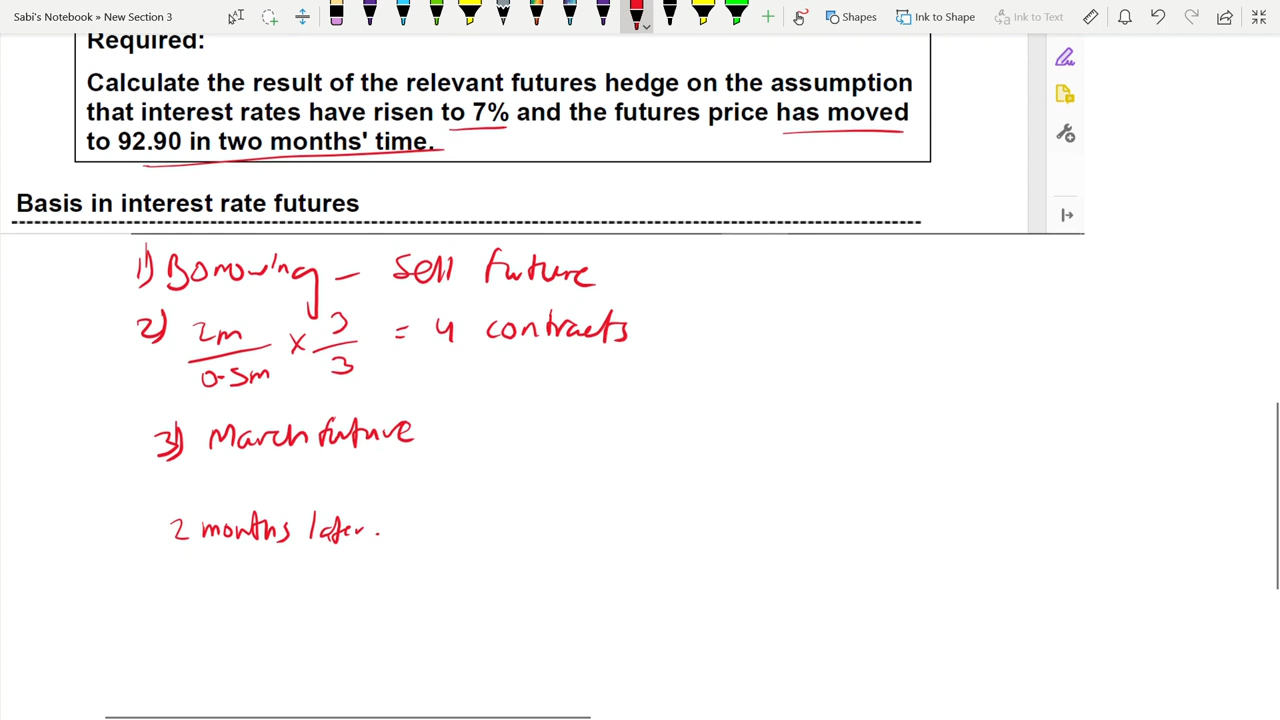 Sabi's Notebook » New Section 3
Shapes
Ink to Shape
Ink to Text
Required:
Calculate the result of the relevant futures hedge on the assumption
that interest rates have risen to 7% and the futures price has moved
to 92.90 in two months' time.
Basis in interest rate futures
1) Borrowing - Sell future
2) 2m/0.5m × 3/3 = 4 contracts
3) March future
2 months later.